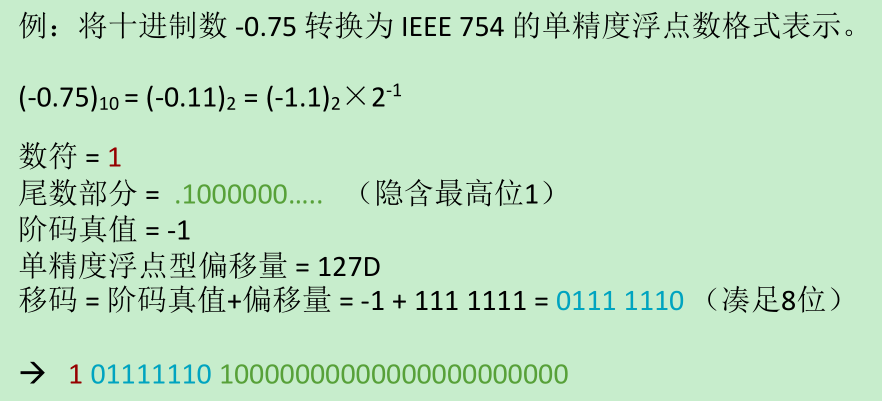 例：将十进制数 -0.75 转换为 IEEE 754 的单精度浮点数格式表示。
(-0.75)₁₀ = (-0.11)₂ = (-1.1)₂×2⁻¹
数符 = 1
尾数部分 = .1000000..... （隐含最高位1）
阶码真值 = -1
单精度浮点型偏移量 = 127D
移码 = 阶码真值+偏移量 = -1 + 111 1111 = 0111 1110 （凑足8位）
→ 1 01111110 10000000000000000000000